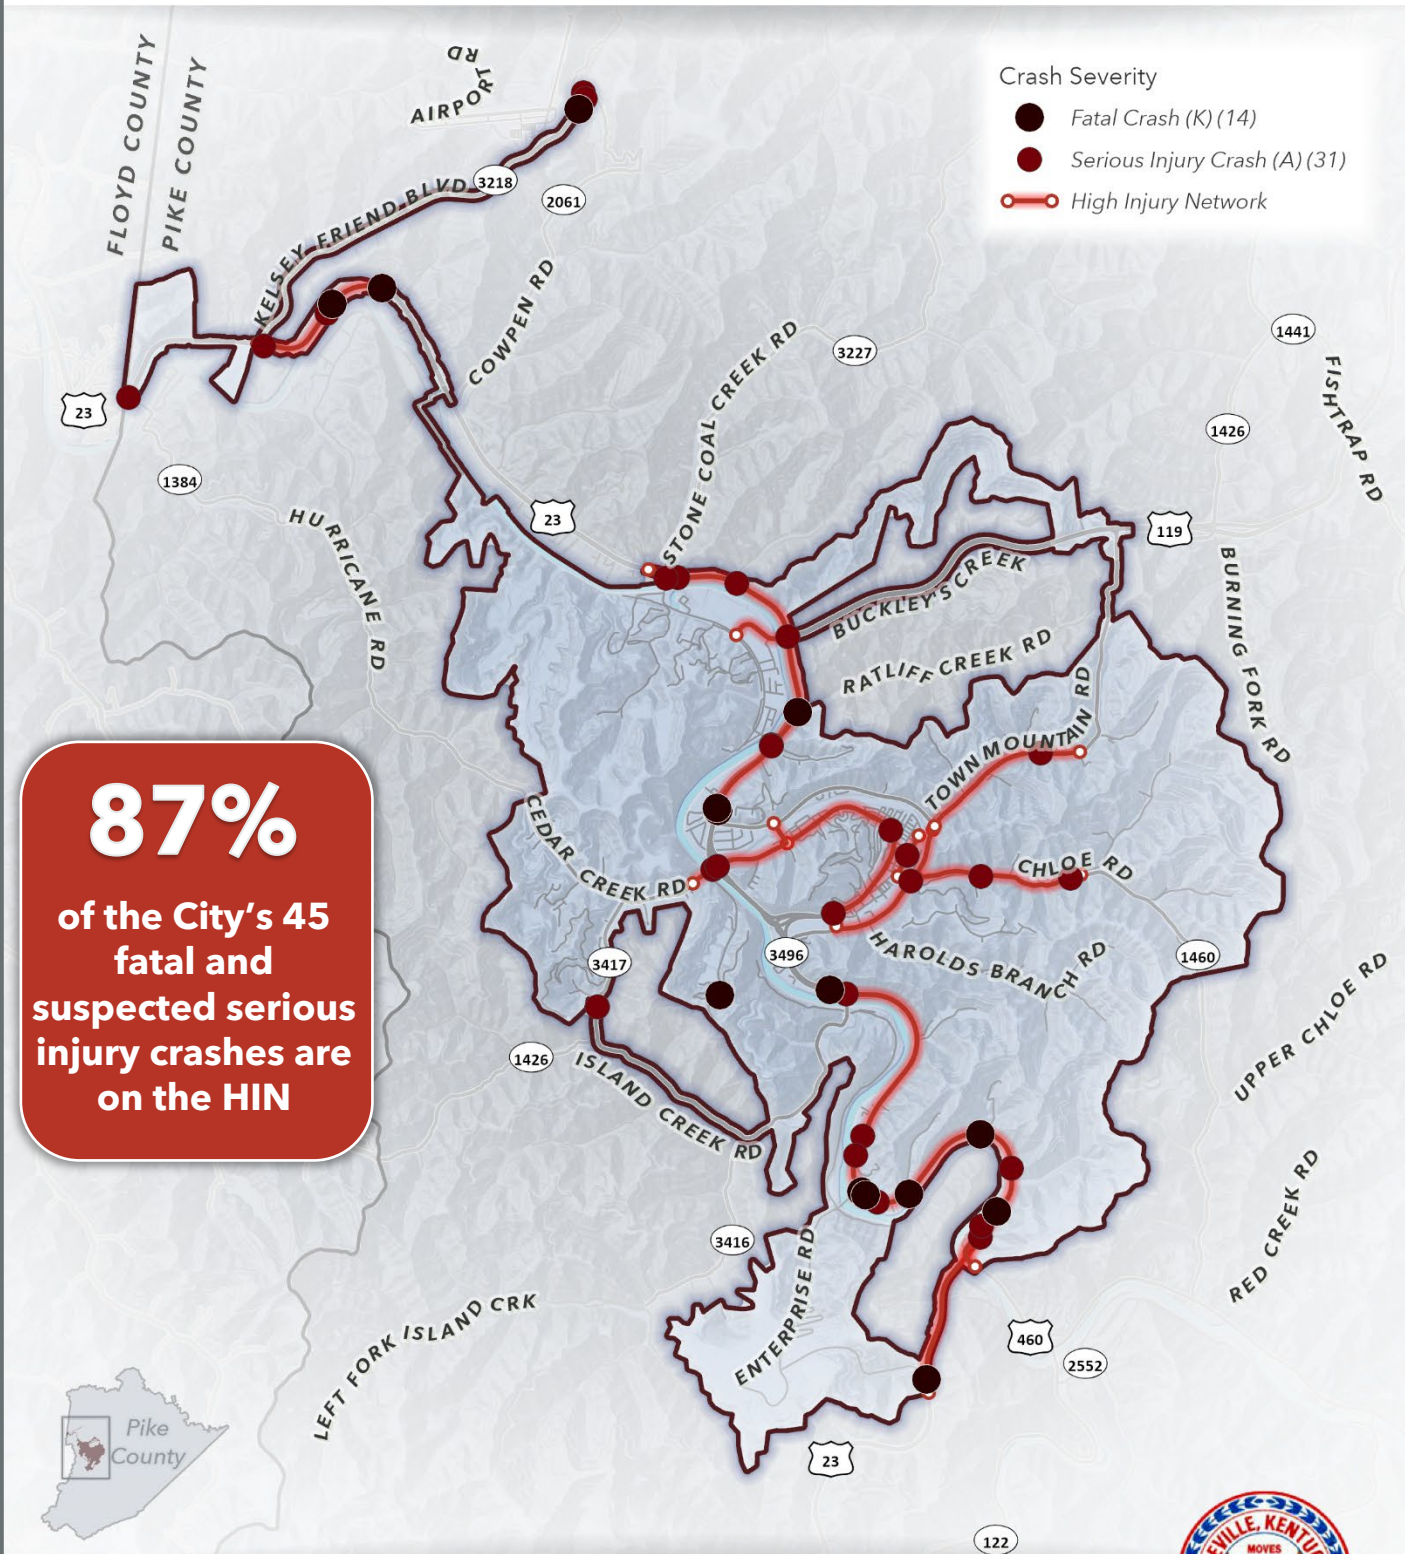 FLOYD COUNTY
PIKE COUNTY
AIRPORT RD
Crash Severity
Fatal Crash (K) (14)
Serious Injury Crash (A) (31)
High Injury Network
KELSEY FRIEND BLVD
3218
2061
COWPEN RD
STONE COAL CREEK RD
3227
1441
FISHTRAP RD
23
1426
1384
HURRICANE RD
23
119
BUCKLEY'S CREEK
BURNING FORK RD
RATLIFF CREEK RD
TOWN MOUNTAIN RD
87%
of the City's 45
fatal and
suspected serious
injury crashes are
on the HIN
CEDAR CREEK RD
CHLOE RD
HAROLDS BRANCH RD
3496
3417
1460
UPPER CHLOE RD
1426
ISLAND CREEK RD
3416
ENTERPRISE RD
RED CREEK RD
LEFT FORK ISLAND CRK
460
2552
Pike
County
23
122
MOVES